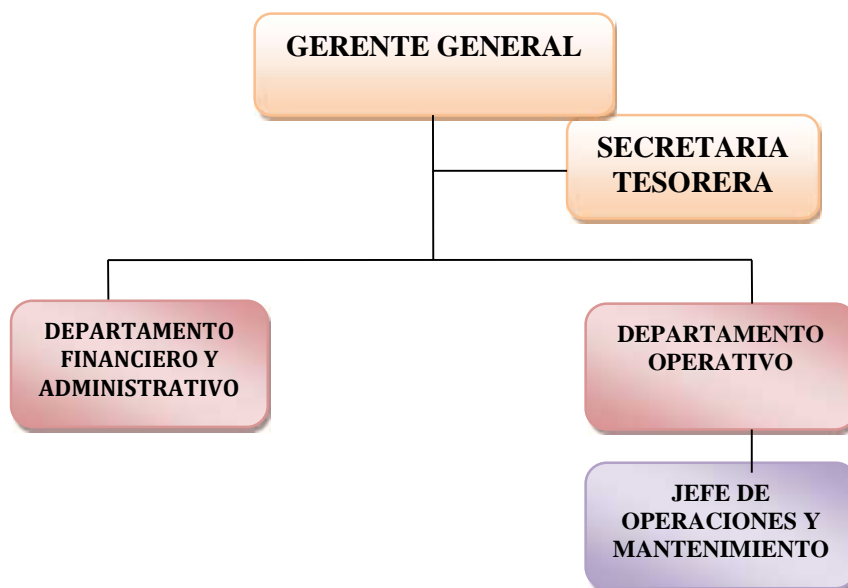 GERENTE GENERAL
SECRETARIA
TESORERA
DEPARTAMENTO
FINANCIERO Y
ADMINISTRATIVO
DEPARTAMENTO
OPERATIVO
JEFE DE
OPERACIONES Y
MANTENIMIENTO